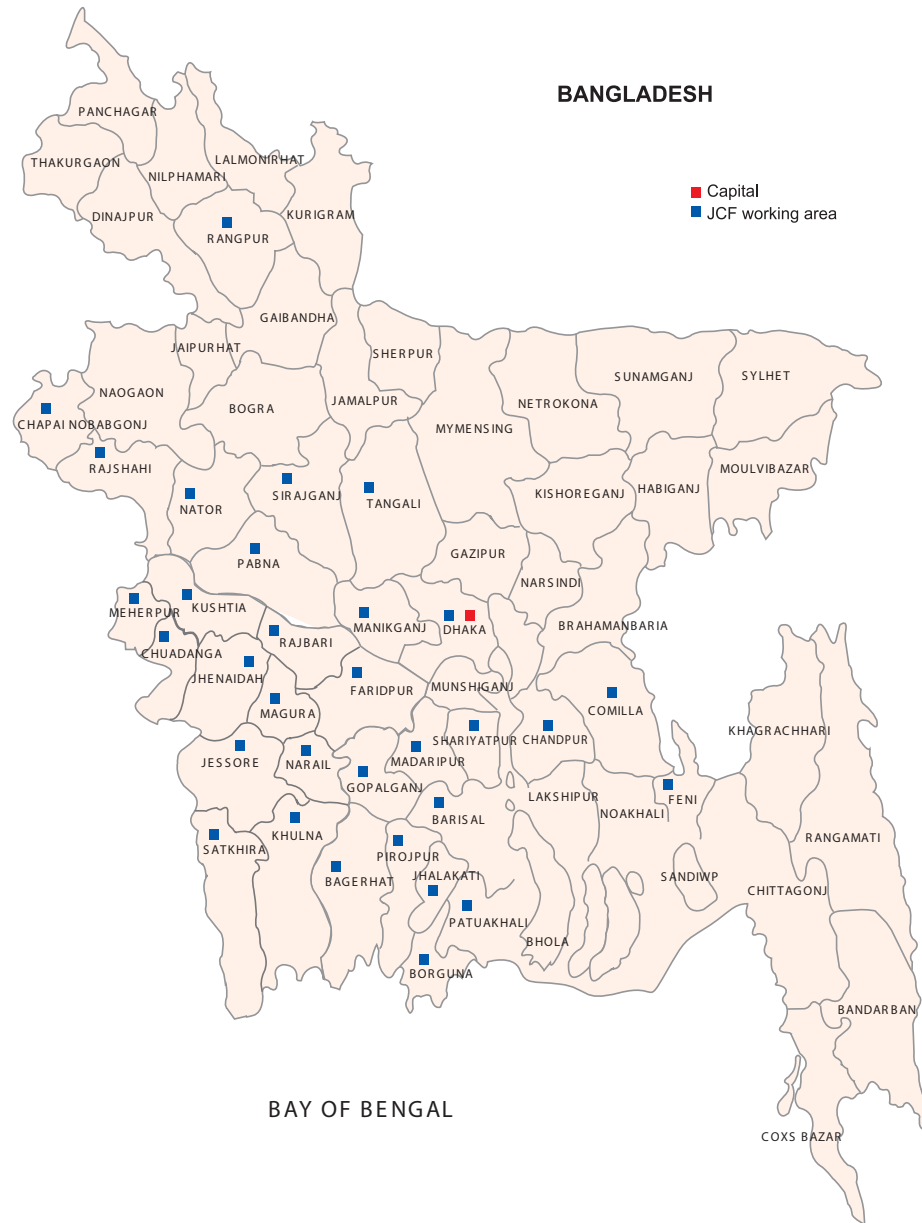 BANGLADESH
PANCHAGAR
THAKURGAON
LALMONIRHAT
NILPHAMARI
Capital
JCF working area
DINAJPUR
KURIGRAM
RANGPUR
GAIBANDHA
JAIPURHAT
SHERPUR
SUNAMGANJ
SYLHET
NAOGAON
JAMALPUR
NETROKONA
BOGRA
CHAPAI NOBABGONJ
MYMENSING
RAJSHAHI
MOULVIBAZAR
SIRAJGANJ
KISHOREGANJ
HABIGANJ
NATOR
TANGALI
GAZIPUR
PABNA
NARSINDI
KUSHTIA
MEHERPUR
MANIKGANJ
DHAKA
BRAHAMANBARIA
RAJBARI
CHUADANGA
JHENAIDAH
FARIDPUR
MUNSHIGANJ
MAGURA
COMILLA
KHAGRACHHARI
SHARIYATPUR
CHANDPUR
JESSORE
NARAIL
MADARIPUR
GOPALGANJ
LAKSHIPUR
FENI
BARISAL
NOAKHALI
KHULNA
RANGAMATI
SATKHIRA
PIROJPUR
JHALAKATI
SANDIWP
BAGERHAT
CHITTAGONJ
PATUAKHALI
BHOLA
BORGUNA
BANDARBAN
BAY OF BENGAL
COXS BAZAR